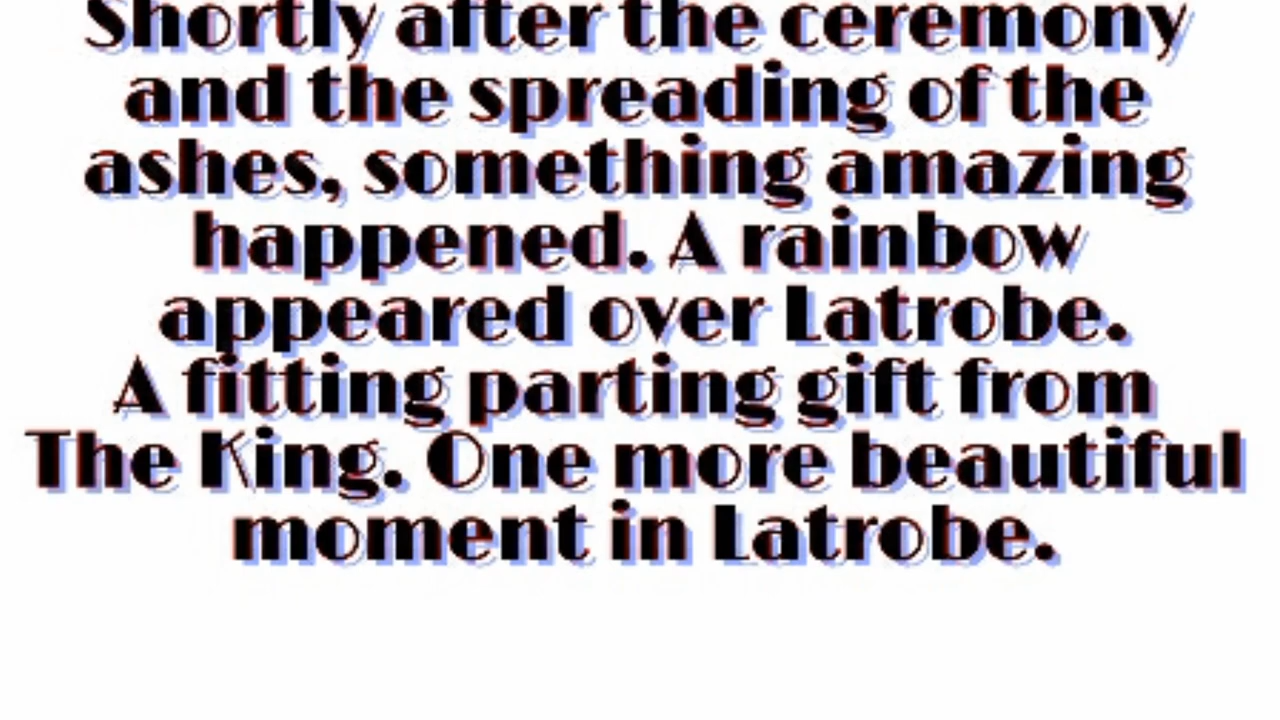 Shortly after the ceremony
and the spreading of the
ashes, something amazing
happened. A rainbow
appeared over Latrobe.
A fitting parting gift from
The King. One more beautiful
moment in Latrobe.